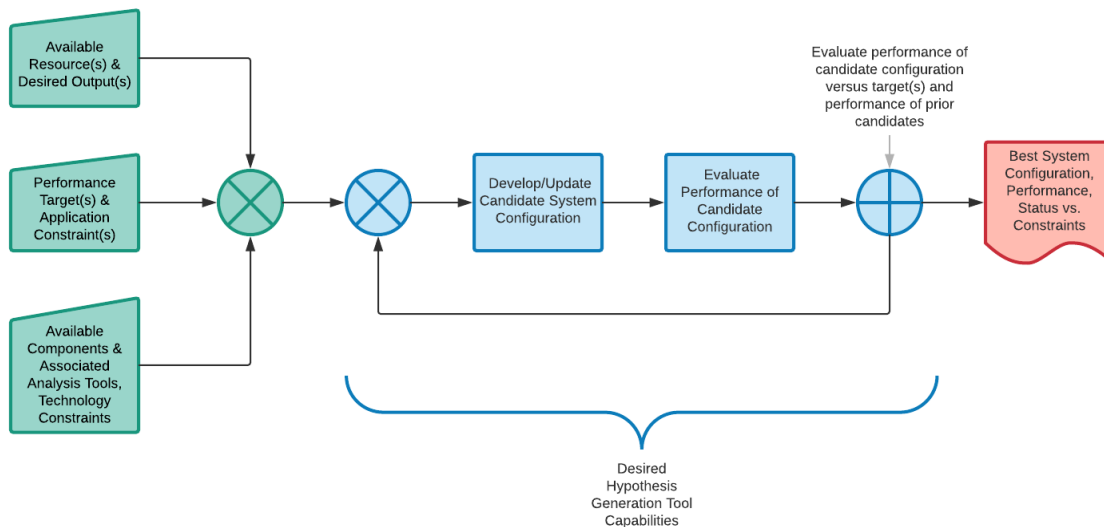 Available
Resource(s) &
Desired Output(s)
Performance
Target(s) &
Application
Constraint(s)
Available
Components &
Associated
Analysis Tools,
Technology
Constraints
Develop/Update
Candidate System
Configuration
Evaluate
Performance of
Candidate
Configuration
Evaluate performance of
candidate configuration
versus target(s) and
performance of prior
candidates
Best System
Configuration,
Performance,
Status vs.
Constraints
Desired
Hypothesis
Generation Tool
Capabilities